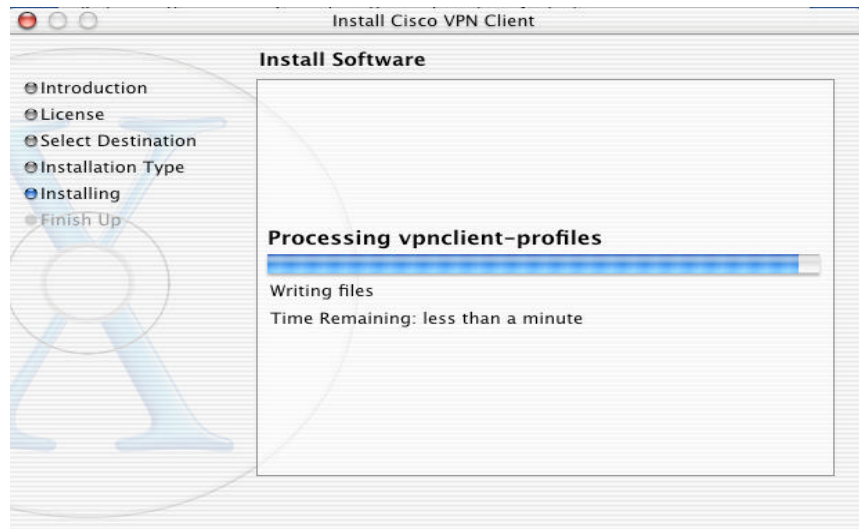 Install Cisco VPN Client
Install Software
Introduction
License
Select Destination
Installation Type
Installing
Finish Up
Processing vpnclient-profiles
Writing files
Time Remaining: less than a minute